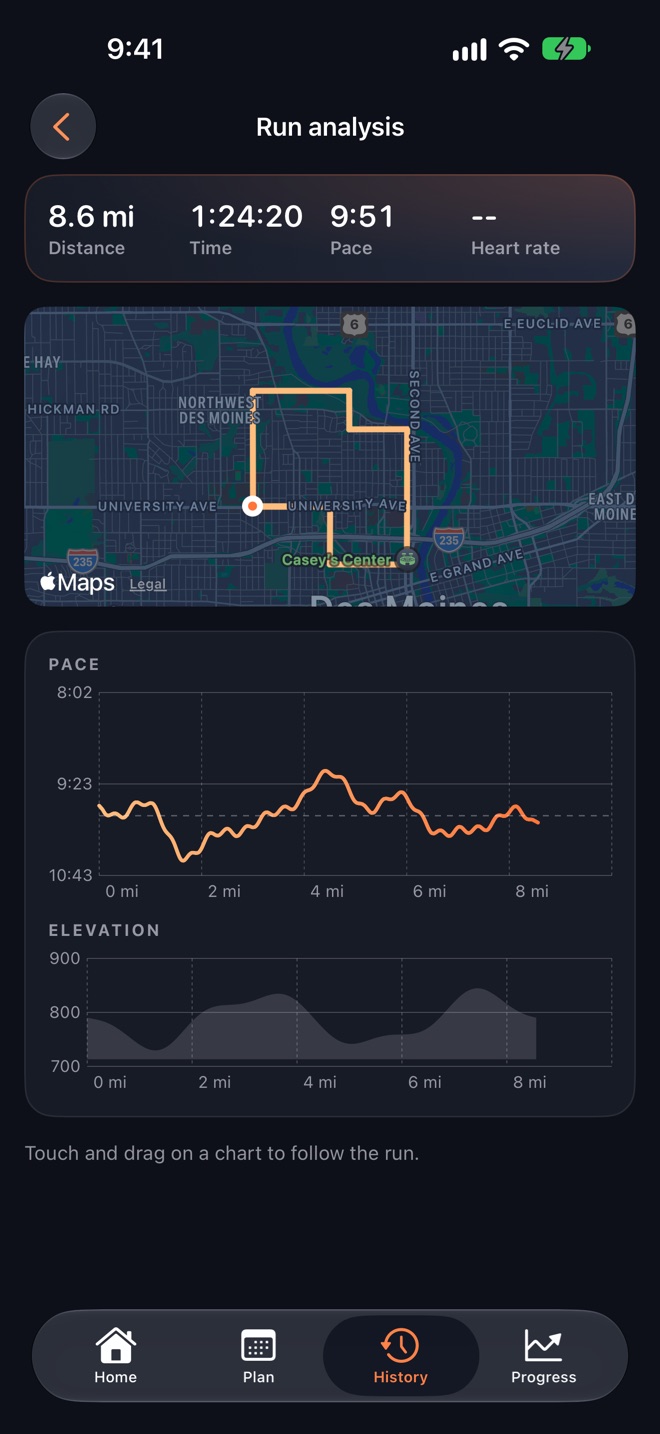 9:41
Run analysis
8.6 mi 1:24:20 9:51 --
Distance Time Pace Heart rate
6
E EUCLID AVE
6
E HAY
SECOND AVE
HICKMAN RD
NORTHWEST
DES MOINES
UNIVERSITY AVE
UNIVERSITY AVE
EAST D
MOINE
235
235
Casey's Center
E GRAND AVE
Maps Legal
Des Moines
PACE
8:02
9:23
10:43
0 mi 2 mi 4 mi 6 mi 8 mi
ELEVATION
900
800
700
0 mi 2 mi 4 mi 6 mi 8 mi
Touch and drag on a chart to follow the run.
Home Plan History Progress